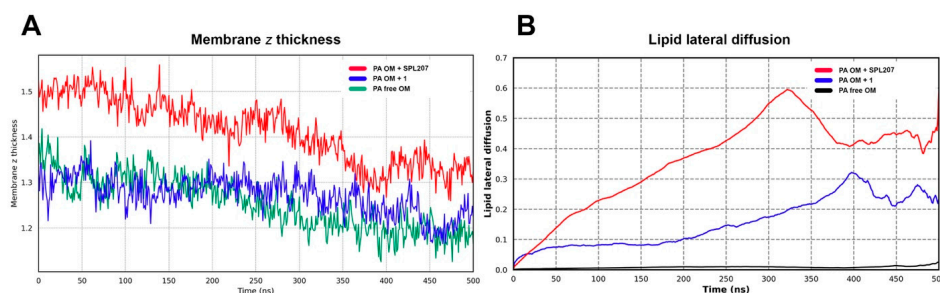 A
Membrane z thickness
PA OM + SPL207
PA OM + 1
PA free OM
Membrane z thickness
1.5
1.4
1.3
1.2
0
50
100
150
200
250
300
350
400
450
500
Time (ns)
B
Lipid lateral diffusion
PA OM + SPL207
PA OM + 1
PA free OM
Lipid lateral diffusion
0.7
0.6
0.5
0.4
0.3
0.2
0.1
0.0
0
50
100
150
200
250
300
350
400
450
500
Time (ns)